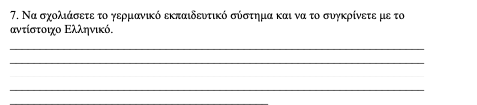 7. Να σχολιάσετε το γερμανικό εκπαιδευτικό σύστημα και να το συγκρίνετε με το
αντίστοιχο Ελληνικό.